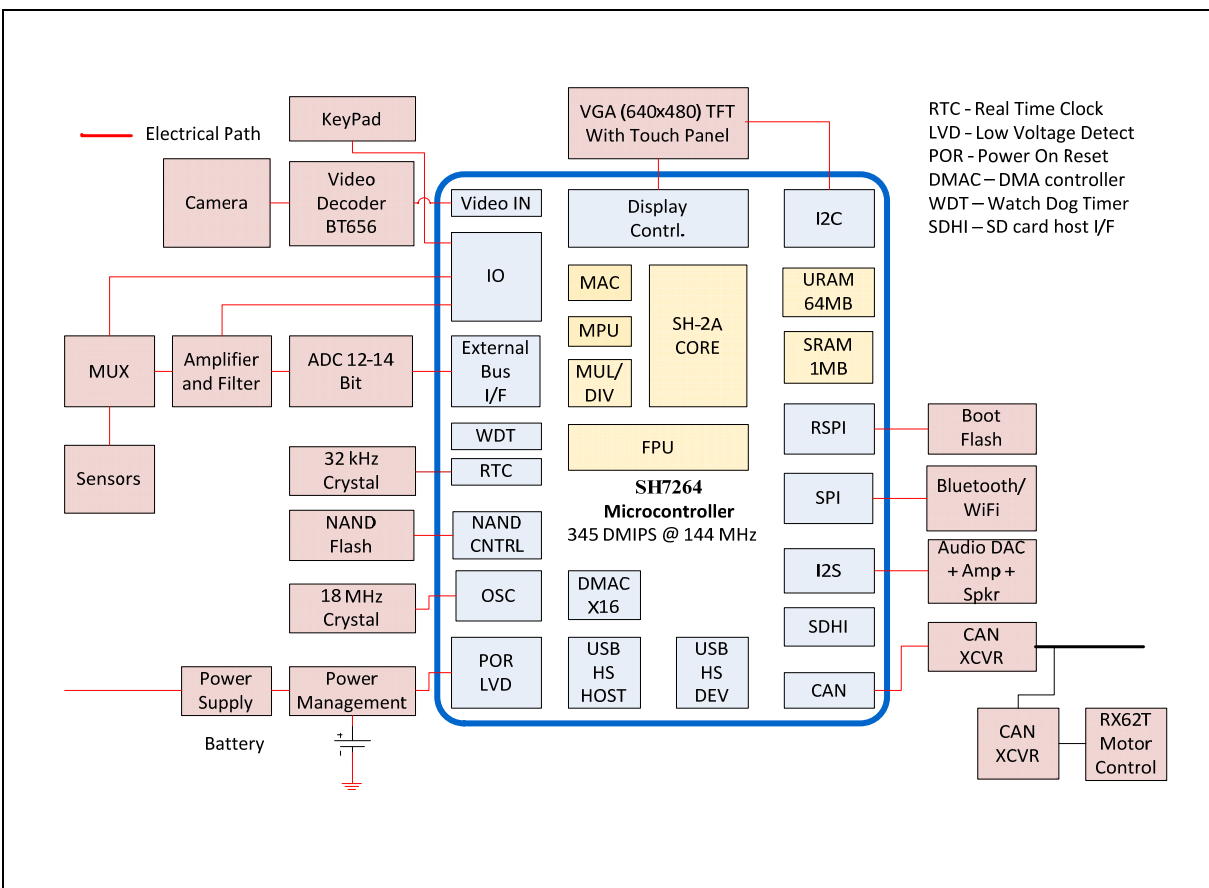 Electrical Path
KeyPad
VGA (640x480) TFT
With Touch Panel
RTC - Real Time Clock
LVD – Low Voltage Detect
POR - Power On Reset
DMAC – DMA controller
WDT – Watch Dog Timer
SDHI – SD card host I/F
Camera
Video
Decoder
BT656
Video IN
Display
Contrl.
I2C
IO
MAC
MPU
MUL/
DIV
SH-2A
CORE
URAM
64MB
SRAM
1MB
MUX
Amplifier
and Filter
ADC 12-14
Bit
External
Bus
I/F
Sensors
WDT
RTC
32 kHz
Crystal
FPU
RSPI
Boot
Flash
SH7264
Microcontroller
345 DMIPS @ 144 MHz
SPI
Bluetooth/
WiFi
NAND
Flash
NAND
CNTRL
I2S
Audio DAC
+ Amp +
Spkr
18 MHz
Crystal
OSC
DMAC
X16
SDHI
CAN
XCVR
Power
Supply
Power
Management
POR
LVD
USB
HS
HOST
USB
HS
DEV
CAN
Battery
+
-
CAN
XCVR
RX62T
Motor
Control